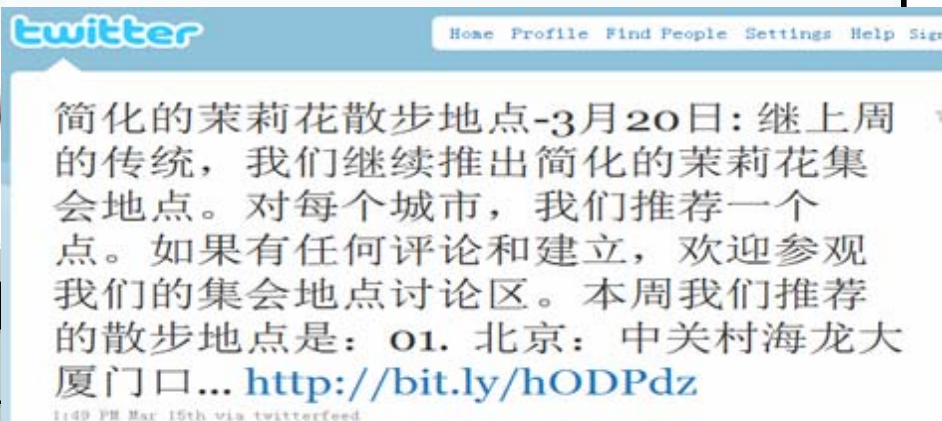 twitter
Home Profile Find People Settings Help Sign
简化的茉莉花散步地点-3月20日: 继上周
的传统，我们继续推出简化的茉莉花集
会地点。对每个城市，我们推荐一个
点。如果有任何评论和建立，欢迎参观
我们的集会地点讨论区。本周我们推荐
的散步地点是：01. 北京：中关村海龙大
厦门口... http://bit.ly/hODPdz
1:49 PM Mar 15th via twitterfeed